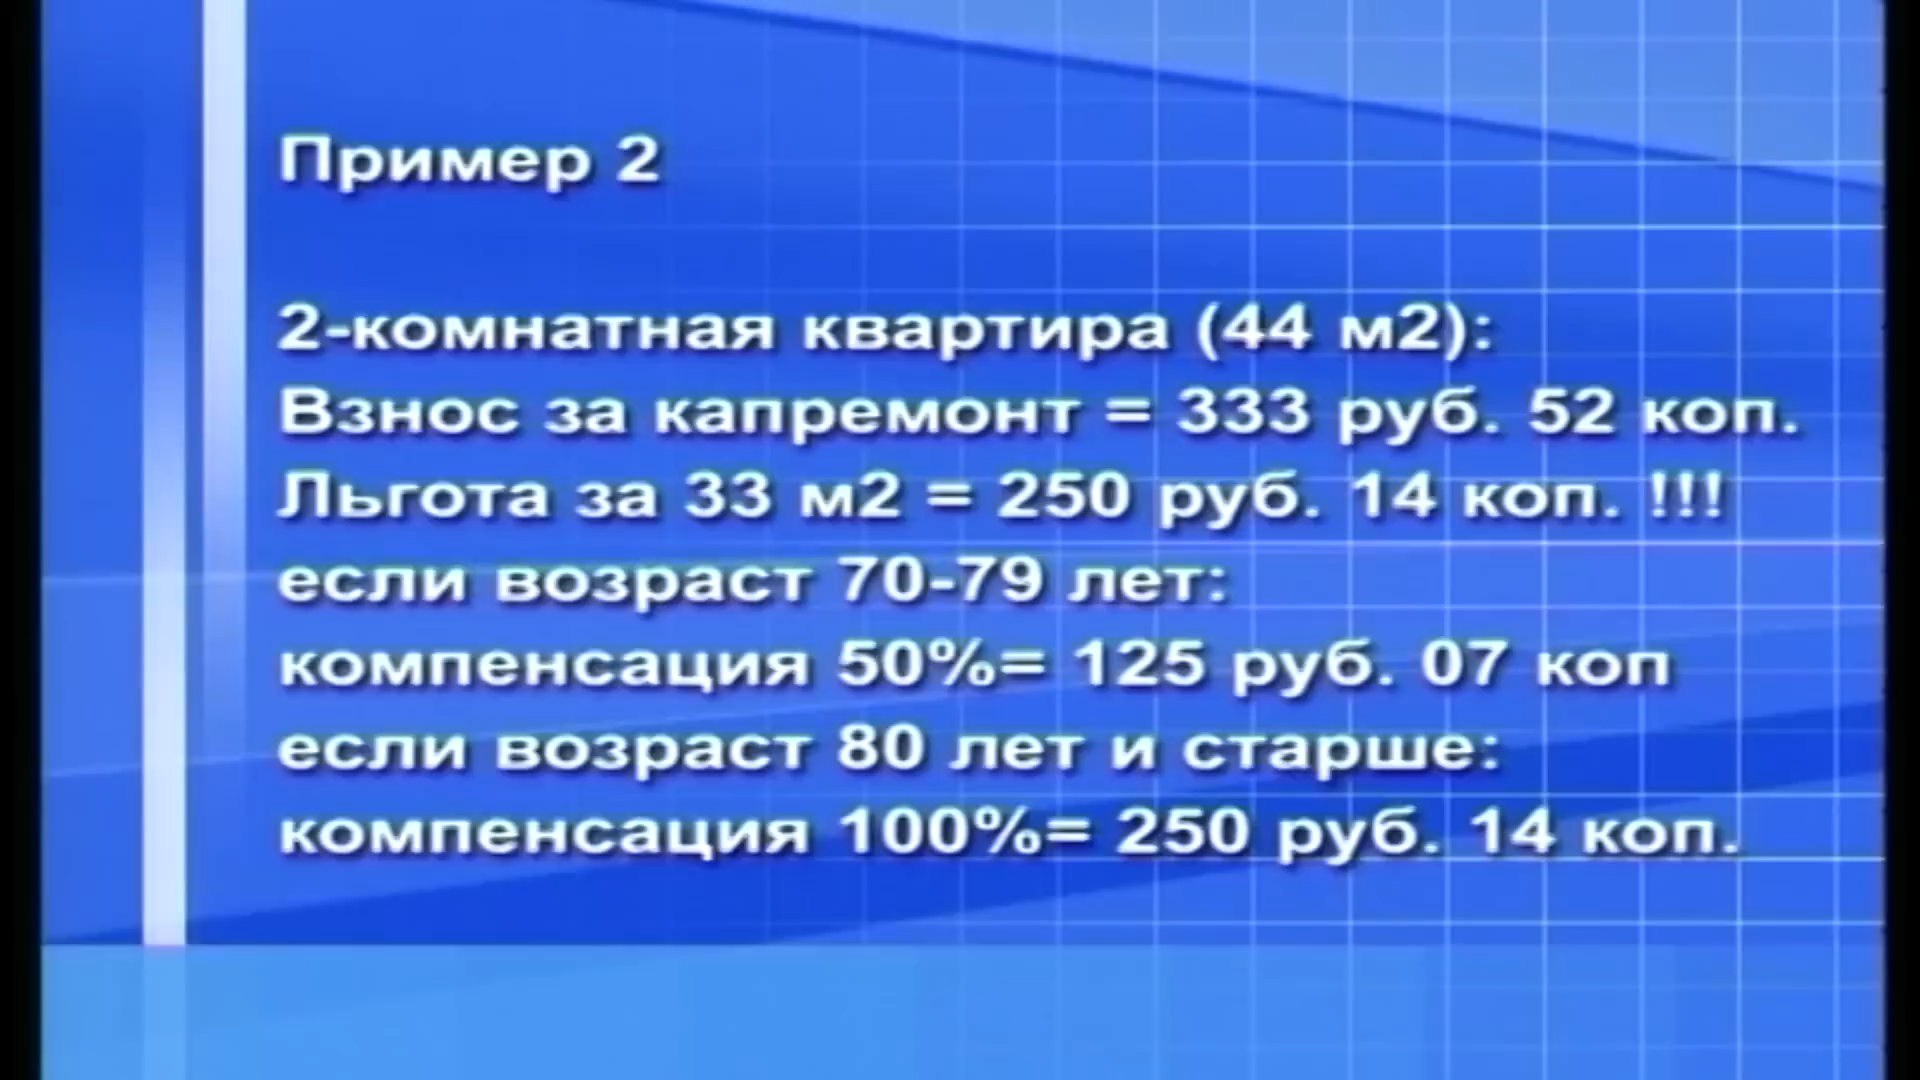 Пример 2
2-комнатная квартира (44 м2):
Взнос за капремонт = 333 руб. 52 коп.
Льгота за 33 м2 = 250 руб. 14 коп. !!!
если возраст 70-79 лет:
компенсация 50%= 125 руб. 07 коп
если возраст 80 лет и старше:
компенсация 100%= 250 руб. 14 коп.